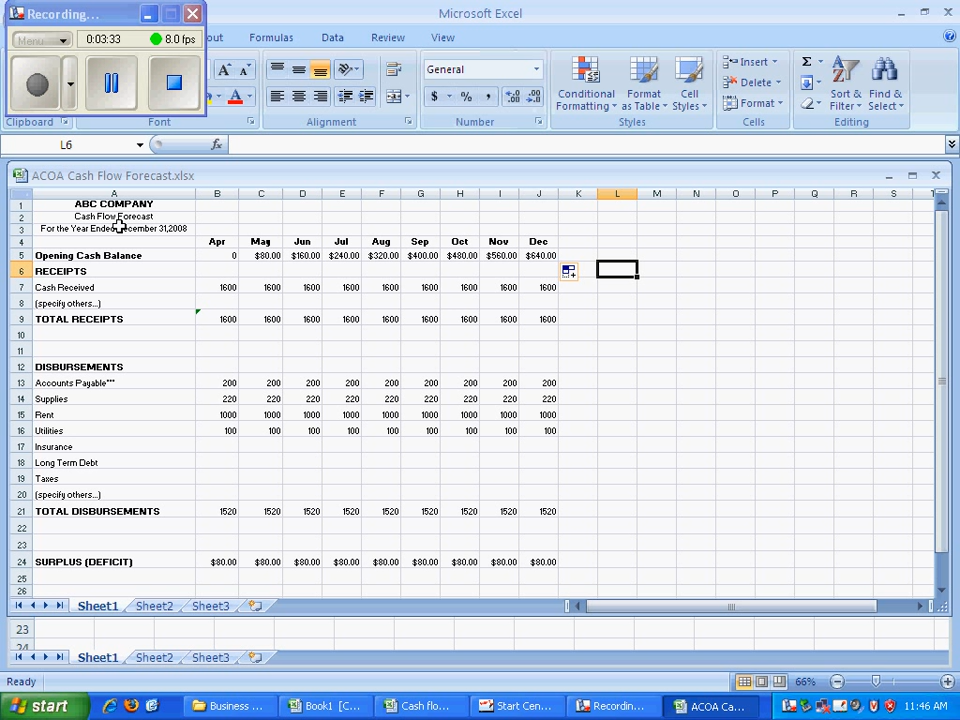 Recording...
Microsoft Excel
Menu
0:03:33
8.0 fps
out Formulas Data Review View
General
Conditional Formatting
Format as Table
Cell Styles
Insert
Delete
Format
Sort & Filter
Find & Select
Clipboard Font Alignment Number Styles Cells Editing
L6
fx
ACOA Cash Flow Forecast.xlsx
A B C D E F G H I J K L M N O P Q R S T
1 ABC COMPANY
2 Cash Flow Forecast
3 For the Year Ended December 31,2008
4 Apr May Jun Jul Aug Sep Oct Nov Dec
5 Opening Cash Balance 0 $80.00 $160.00 $240.00 $320.00 $400.00 $480.00 $560.00 $640.00
6 RECEIPTS
7 Cash Received 1600 1600 1600 1600 1600 1600 1600 1600 1600
8 (specify others...)
9 TOTAL RECEIPTS 1600 1600 1600 1600 1600 1600 1600 1600 1600
10
11
12 DISBURSEMENTS
13 Accounts Payable*** 200 200 200 200 200 200 200 200 200
14 Supplies 220 220 220 220 220 220 220 220 220
15 Rent 1000 1000 1000 1000 1000 1000 1000 1000 1000
16 Utilities 100 100 100 100 100 100 100 100 100
17 Insurance
18 Long Term Debt
19 Taxes
20 (specify others...)
21 TOTAL DISBURSEMENTS 1520 1520 1520 1520 1520 1520 1520 1520 1520
22
23
24 SURPLUS (DEFICIT) $80.00 $80.00 $80.00 $80.00 $80.00 $80.00 $80.00 $80.00 $80.00
25
26
Sheet1 Sheet2 Sheet3
23
24
Sheet1 Sheet2 Sheet3
Ready
66%
start
Business ...
Book1 [C...
Cash flo...
Start Cen...
Recordin...
ACOA Ca...
11:46 AM